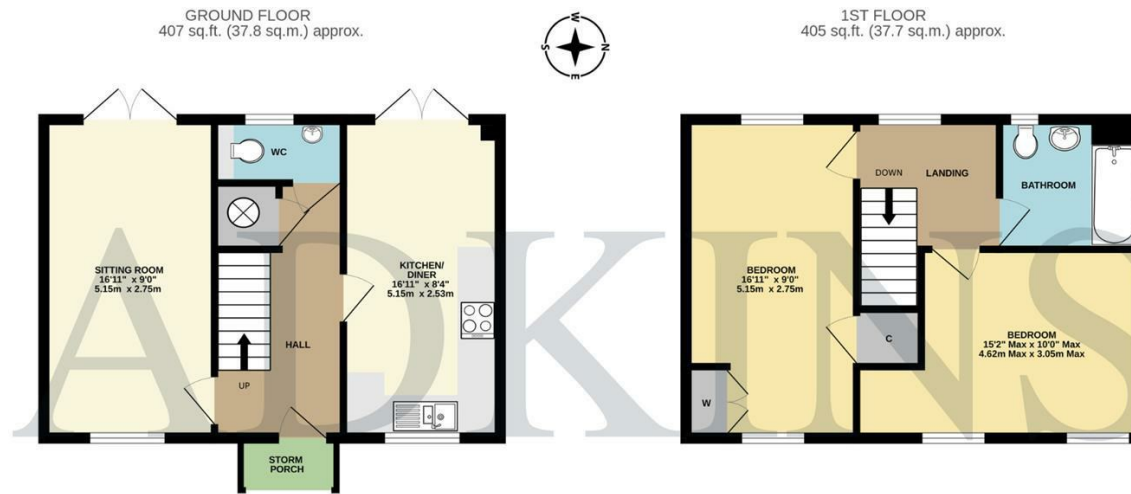 GROUND FLOOR
407 sq.ft. (37.8 sq.m.) approx.
1ST FLOOR
405 sq.ft. (37.7 sq.m.) approx.
W
N
E
S
WC
SITTING ROOM
16'11" x 9'0"
5.15m x 2.75m
KITCHEN/
DINER
16'11" x 8'4"
5.15m x 2.53m
HALL
UP
STORM
PORCH
DOWN
LANDING
BATHROOM
BEDROOM
16'11" x 9'0"
5.15m x 2.75m
C
W
BEDROOM
15'2" Max x 10'0" Max
4.62m Max x 3.05m Max
ADKINS